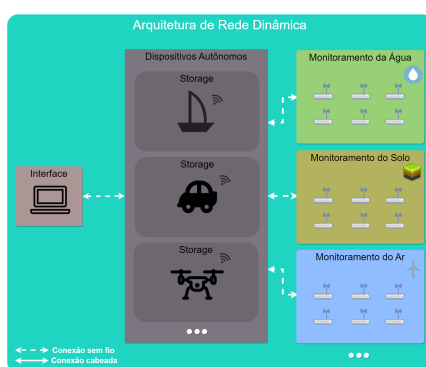 Arquitetura de Rede Dinâmica
Dispositivos Autônomos
Storage
Storage
Storage
Interface
Monitoramento da Água
Monitoramento do Solo
Monitoramento do Ar
Conexão sem fio
Conexão cabeada